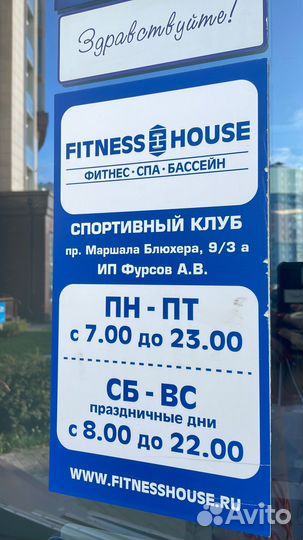 Здравствуйте!
FITNESS HOUSE
ФИТНЕС·СПА·БАССЕЙН
СПОРТИВНЫЙ КЛУБ
пр. Маршала Блюхера, 9/3 а
ИП Фурсов А.В.
ПН - ПТ
с 7.00 до 23.00
СБ - ВС
праздничные дни
с 8.00 до 22.00
WWW.FITNESSHOUSE.RU
Avito